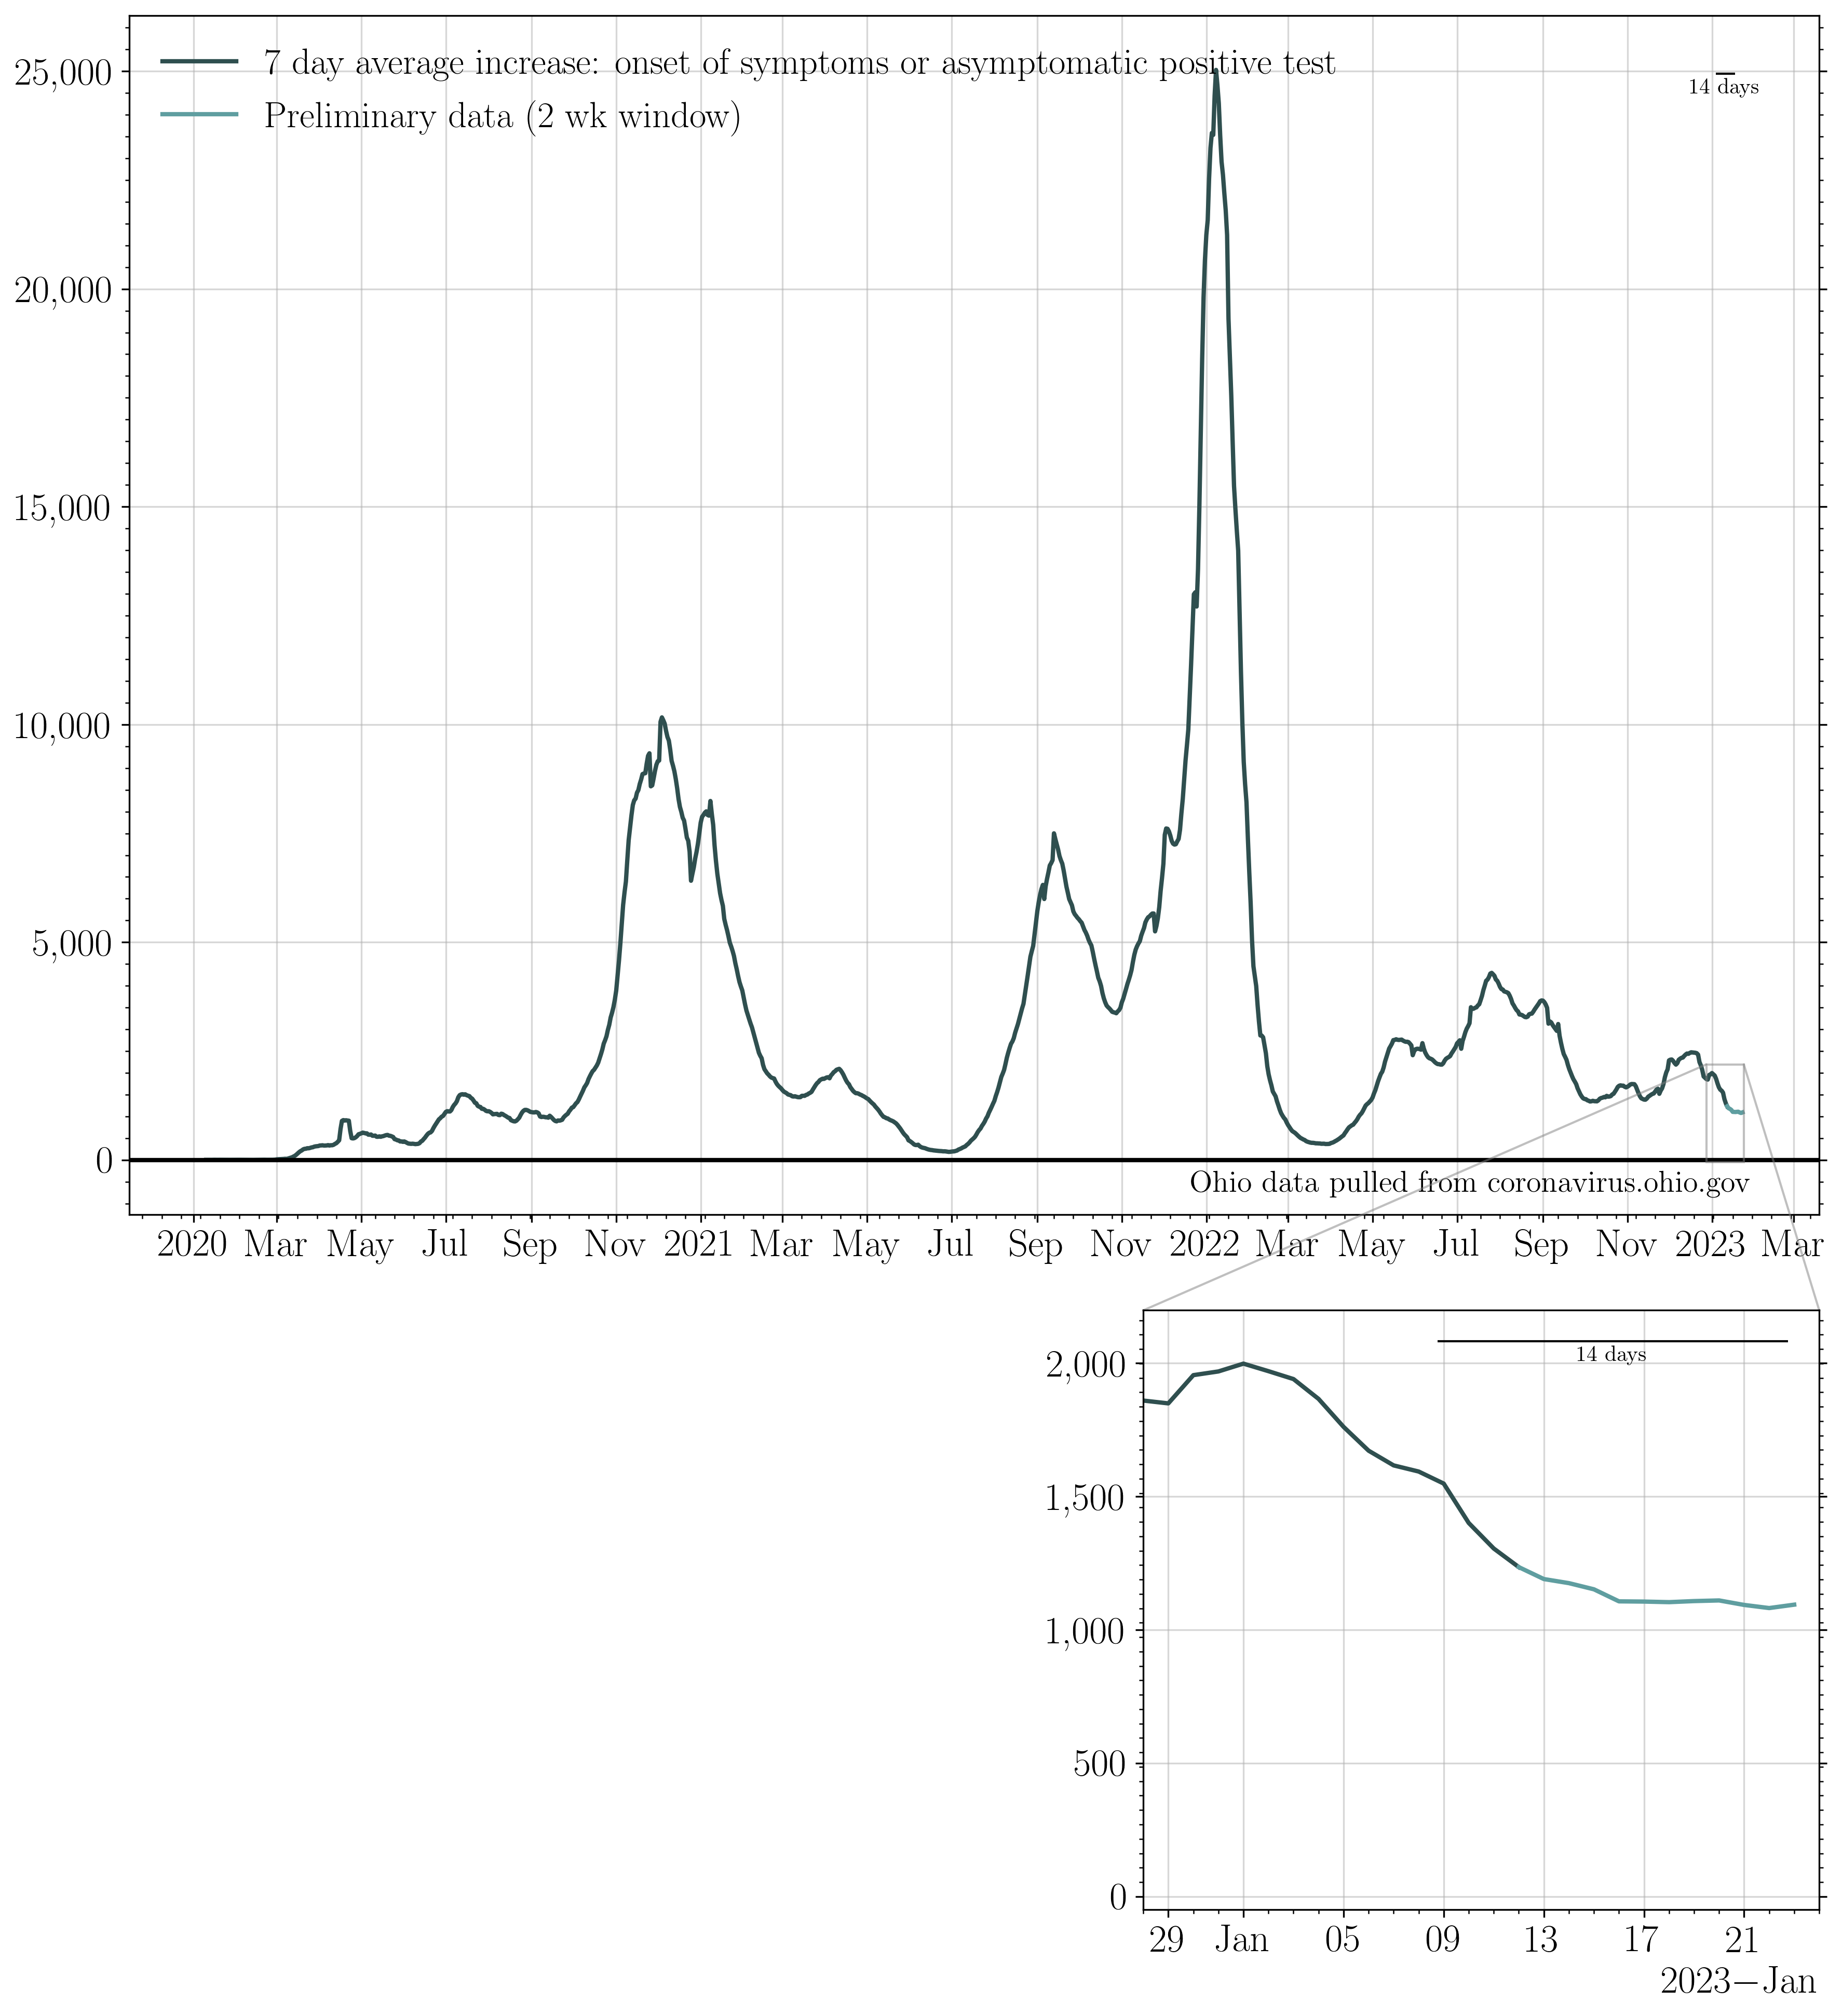 7 day average increase: onset of symptoms or asymptomatic positive test
Preliminary data (2 wk window)
14 days
25,000
20,000
15,000
10,000
5,000
0
Ohio data pulled from coronavirus.ohio.gov
2020 Mar May Jul Sep Nov 2021 Mar May Jul Sep Nov 2022 Mar May Jul Sep Nov 2023 Mar
14 days
2,000
1,500
1,000
500
0
29 Jan 05 09 13 17 21
2023−Jan